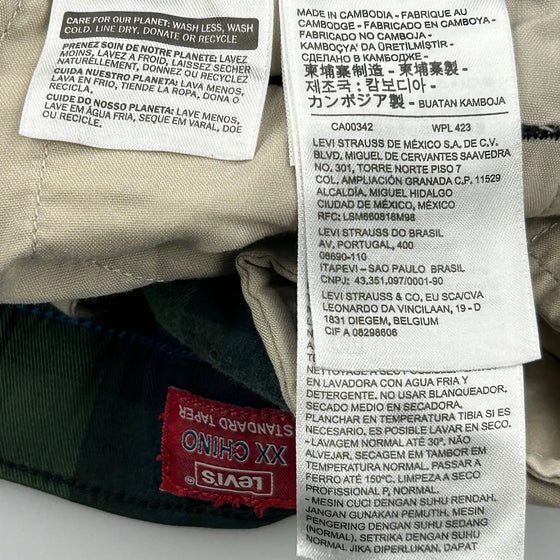 CARE FOR OUR PLANET: WASH LESS, WASH
COLD, LINE DRY, DONATE OR RECYCLE
PRENEZ SOIN DE NOTRE PLANETE: LAVEZ
MOINS, LAVEZ À FROID, LAISSEZ SÉCHER
NATURELLEMENT, DONNEZ OU RECYCLEZ
CUIDA NUESTRO PLANETA: LAVA MENOS,
LAVA EN FRIO, TIENDE LA ROPA, DONA O
RECICLA.
CUIDE DO NOSSO PLANETA: LAVE MENOS,
LAVE EM ÁGUA FRIA, SEQUE EM VARAL, DOE
OU RECICLE.
MADE IN CAMBODIA - FABRIQUE AU
CAMBODGE - FABRICADO EN CAMBOYA -
FABRICADO NO CAMBOJA -
KAMBOÇYA' DA ÜRETİLMİŞTİR -
СДЕЛАНО В КАМБОДЖЕ -
柬埔寨制造 - 柬埔寨製 -
제조국 : 캄보디아 -
カンボジア製 - BUATAN KAMBOJA
CA00342 WPL 423
LEVI STRAUSS DE MÉXICO S.A. DE C.V.
BLVD. MIGUEL DE CERVANTES SAAVEDRA
NO. 301, TORRE NORTE PISO 7
COL. AMPLIACIÓN GRANADA C.P. 11529
ALCALDÍA. MIGUEL HIDALGO
CIUDAD DE MÉXICO, MÉXICO
RFC: LSM660818M98
LEVI STRAUSS DO BRASIL
AV. PORTUGAL, 400
06690-110
ITAPEVI - SAO PAULO BRASIL
CNPJ: 43,351.097/0001-90
LEVI STRAUSS & CO, EU SCA/CVA
LEONARDO DA VINCILAAN, 19 - D
1831 DIEGEM, BELGIUM
CIF A 08298606
NETTOYAGE A SEC
EN LAVADORA CON AGUA FRIA Y
DETERGENTE. NO USAR BLANQUEADOR.
SECADO MEDIO EN SECADORA,
PLANCHAR EN TEMPERATURA TIBIA SI ES
NECESARIO, ES POSIBLE LAVAR EN SECO.
- LAVAGEM NORMAL ATÉ 30º. NÃO
ALVEJAR, SECAGEM EM TAMBOR EM
TEMPERATURA NORMAL. PASSAR A
FERRO ATÉ 150ºC. LIMPEZA A SECO
PROFISSIONAL P, NORMAL.
- MESIN CUCI DENGAN SUHU RENDAH,
JANGAN GUNAKAN PEMUTIH, MESIN
PENGERING DENGAN SUHU SEDANG
(NORMAL), SETRIKA DENGAN SUHU HANGAT
JIKA DIPERLUKAN, DAPAT
Levi's
XX CHINO
STANDARD TAPER